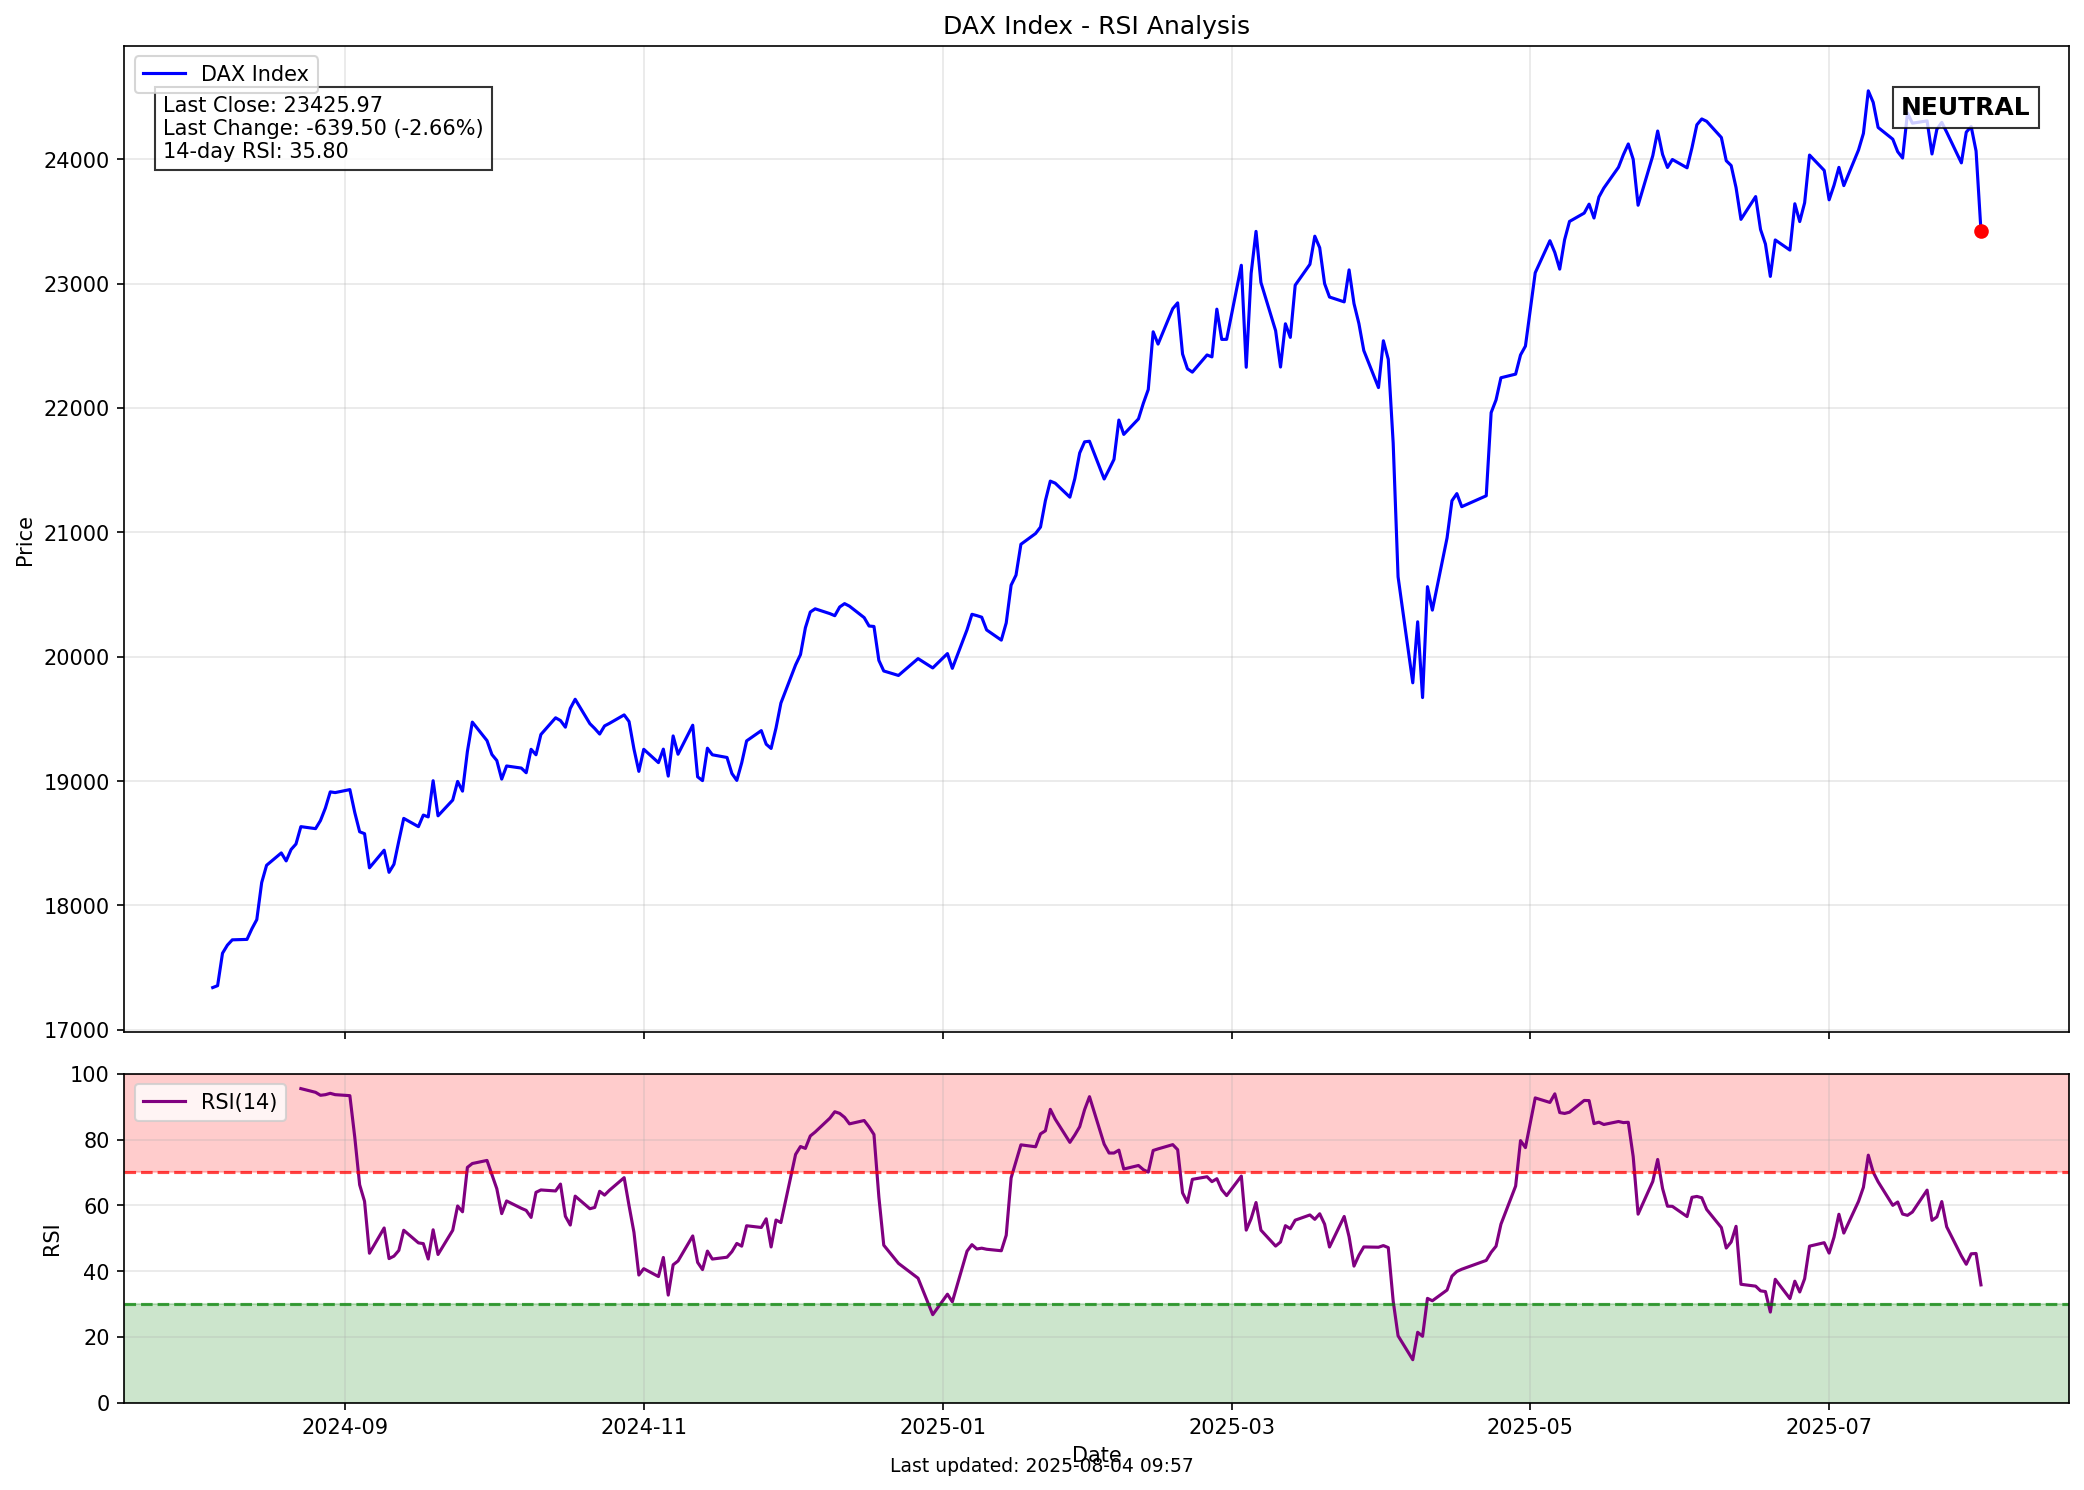 DAX Index - RSI Analysis
DAX Index
Last Close: 23425.97
Last Change: -639.50 (-2.66%)
14-day RSI: 35.80
NEUTRAL
Price
24000
23000
22000
21000
20000
19000
18000
17000
RSI(14)
RSI
100
80
60
40
20
0
2024-09
2024-11
2025-01
2025-03
2025-05
2025-07
Date
Last updated: 2025-08-04 09:57